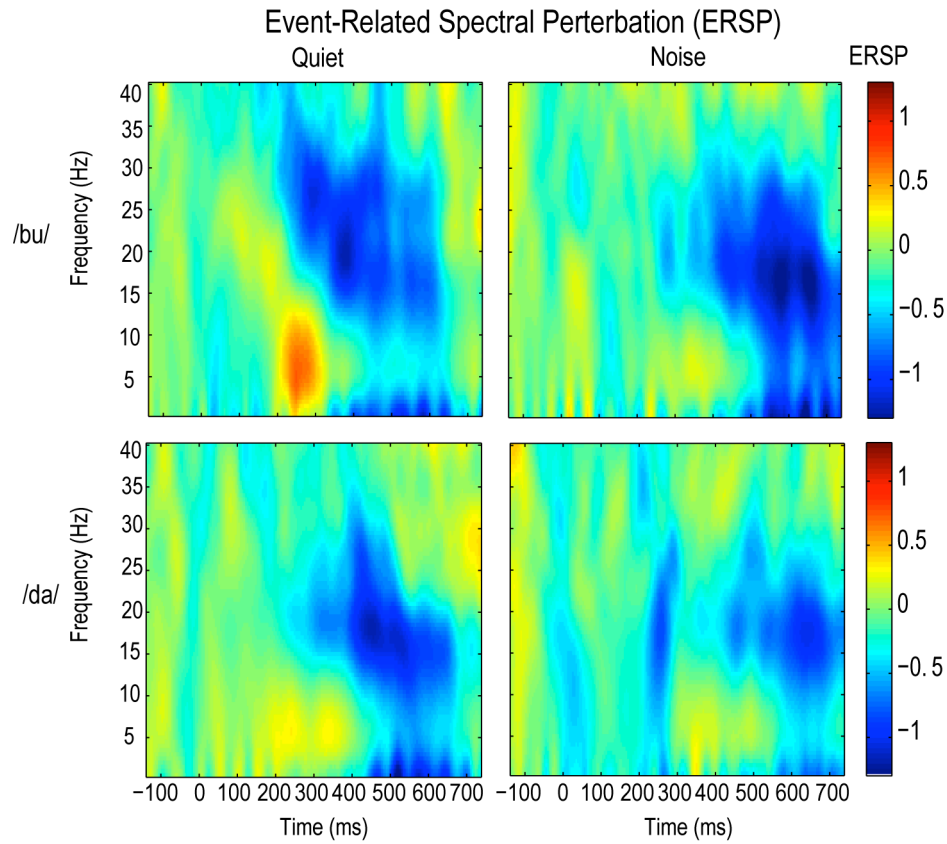 Event-Related Spectral Perterbation (ERSP)
Quiet Noise ERSP
/bu/
Frequency (Hz)
40
35
30
25
20
15
10
5
1
0.5
0
−0.5
−1
/da/
Frequency (Hz)
40
35
30
25
20
15
10
5
1
0.5
0
−0.5
−1
−100 0 100 200 300 400 500 600 700
Time (ms)
−100 0 100 200 300 400 500 600 700
Time (ms)